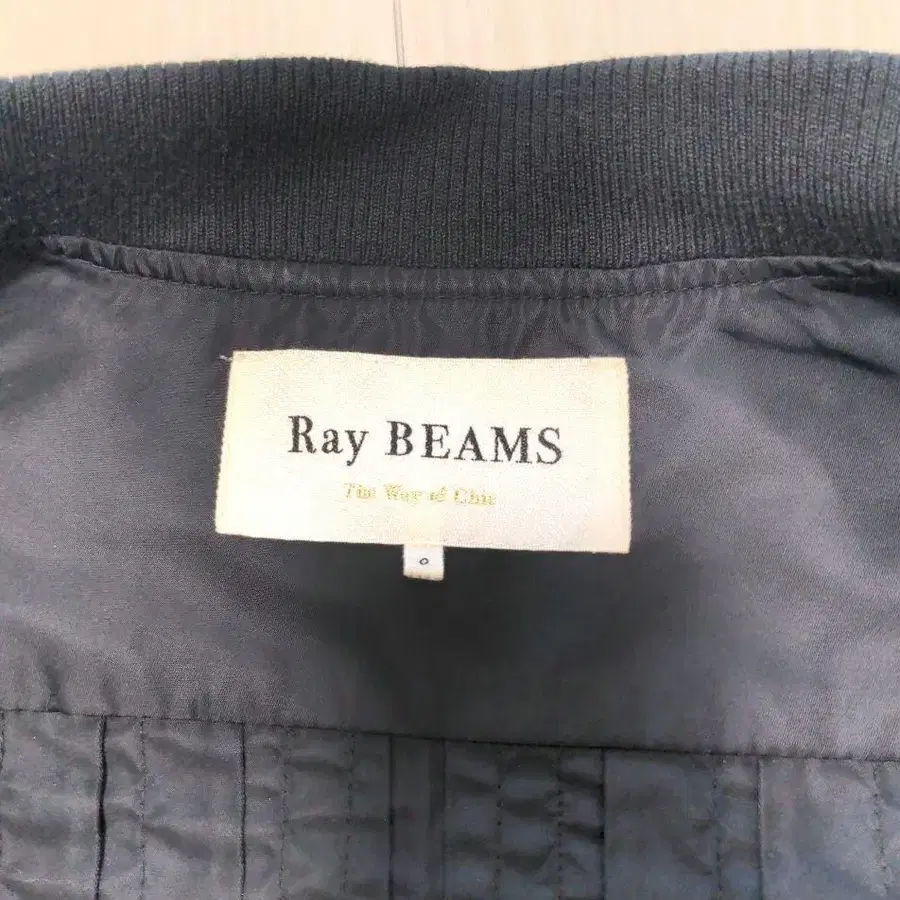 Ray BEAMS
The Way of Chic
0